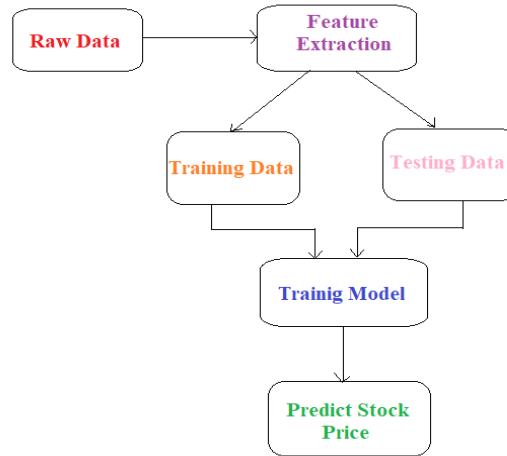 Raw Data
Feature
Extraction
Training Data
Testing Data
Trainig Model
Predict Stock
Price